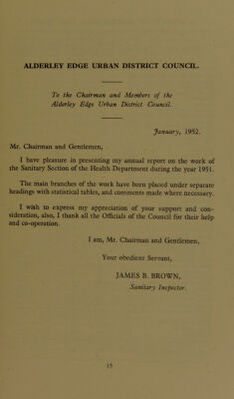 ALDERLEY EDGE URBAN DISTRICT COUNCIL.
To the Chairman and Members of the
Alderley Edge Urban District Council.
January, 1952.
Mr. Chairman and Gentlemen,
I have pleasure in presenting my annual report on the work of
the Sanitary Section of the Health Department during the year 1951.
The main branches of the work have been placed under separate
headings with statistical tables, and comments made where necessary.
I wish to express my appreciation of your support and con-
sideration, also, I thank all the Officials of the Council for their help
and co-operation.
I am, Mr. Chairman and Gentlemen,
Your obedient Servant,
JAMES B. BROWN,
Sanitary Inspector.
15